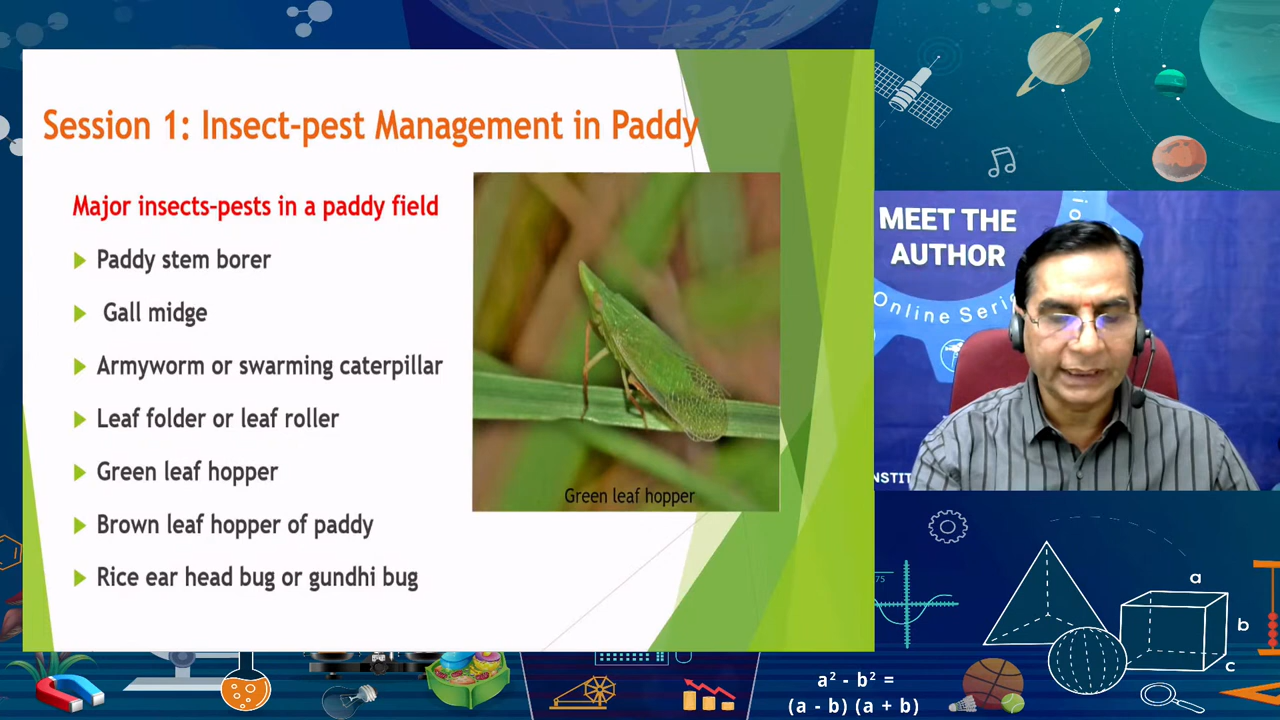 Session 1: Insect-pest Management in Paddy
Major insects-pests in a paddy field
Paddy stem borer
Gall midge
Armyworm or swarming caterpillar
Leaf folder or leaf roller
Green leaf hopper
Brown leaf hopper of paddy
Rice ear head bug or gundhi bug
Green leaf hopper
MEET THE
AUTHOR
Online Seri
a
b
c
a² - b² =
(a - b) (a + b)